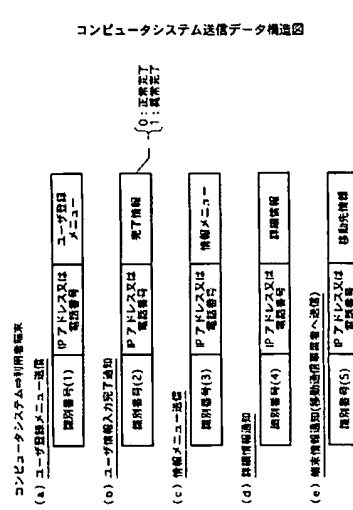 コンピュータシステム送信データ構造図
コンピュータシステム⇔利用者端末
(a) ユーザ登録メニュー送信
識別番号(1)
IPアドレス又は
電話番号
ユーザ登録
メニュー
(b) ユーザ情報入力完了通知
識別番号(2)
IPアドレス又は
電話番号
完了情報
0：正常完了
1：異常完了
(c) 情報メニュー送信
識別番号(3)
IPアドレス又は
電話番号
情報メニュー
(d) 詳細情報通知
識別番号(4)
IPアドレス又は
電話番号
詳細情報
(e) 端末情報通知(移動通信事業者へ送信)
識別番号(5)
IPアドレス又は
電話番号
移動先情報